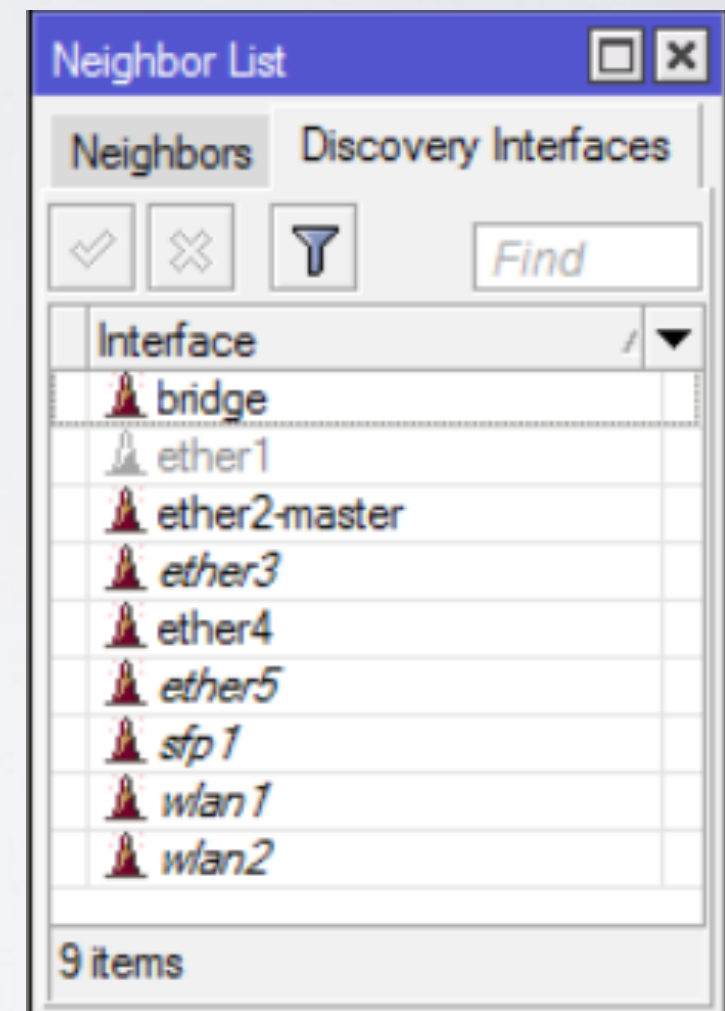 Neighbor List
Neighbors Discovery Interfaces
Find
Interface
bridge
ether1
ether2-master
ether3
ether4
ether5
sfp1
wlan1
wlan2
9 items